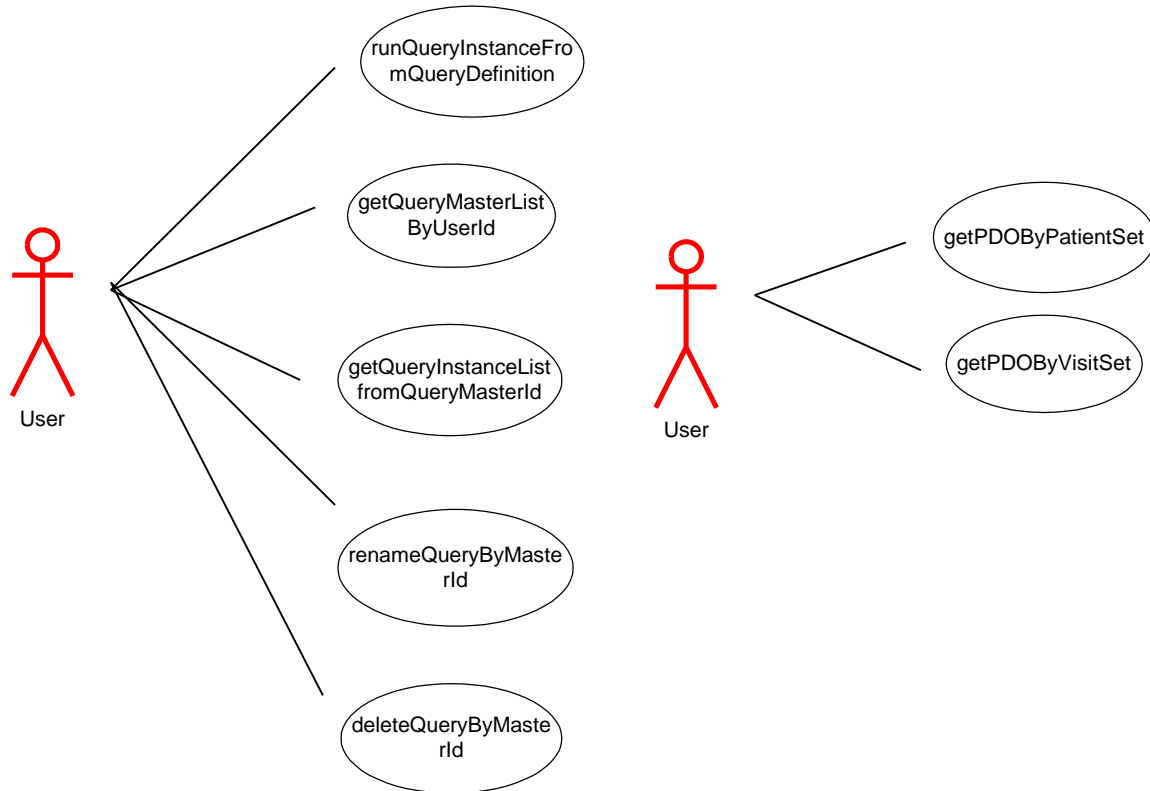 runQueryInstanceFro
mQueryDefinition
getQueryMasterList
ByUserId
getQueryInstanceList
fromQueryMasterId
renameQueryByMaste
rId
deleteQueryByMaste
rId
User
getPDOByPatientSet
getPDOByVisitSet
User